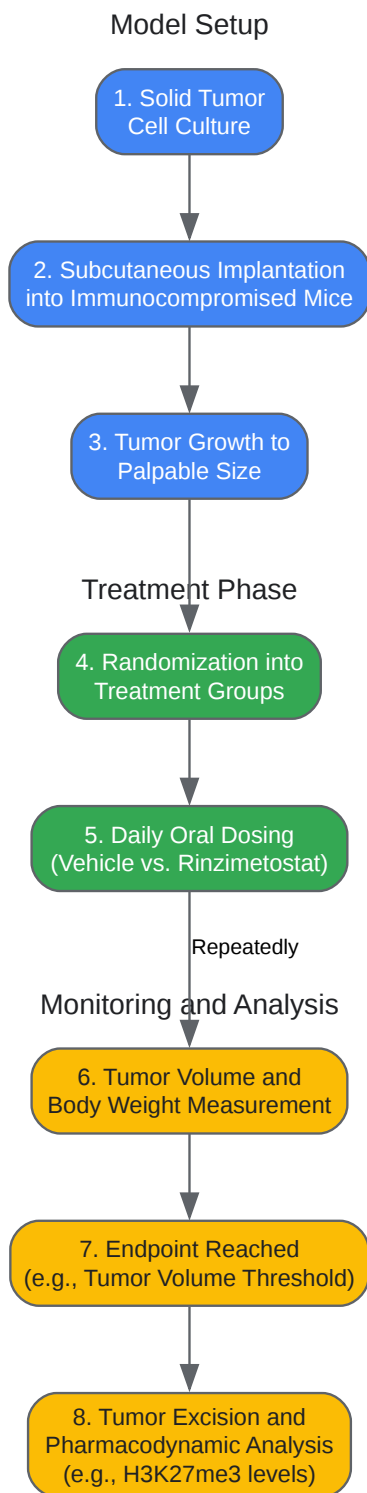 Model Setup
1. Solid Tumor
Cell Culture
2. Subcutaneous Implantation
into Immunocompromised Mice
3. Tumor Growth to
Palpable Size
Treatment Phase
4. Randomization into
Treatment Groups
5. Daily Oral Dosing
(Vehicle vs. Rinzimetostat)
Repeatedly
Monitoring and Analysis
6. Tumor Volume and
Body Weight Measurement
7. Endpoint Reached
(e.g., Tumor Volume Threshold)
8. Tumor Excision and
Pharmacodynamic Analysis
(e.g., H3K27me3 levels)